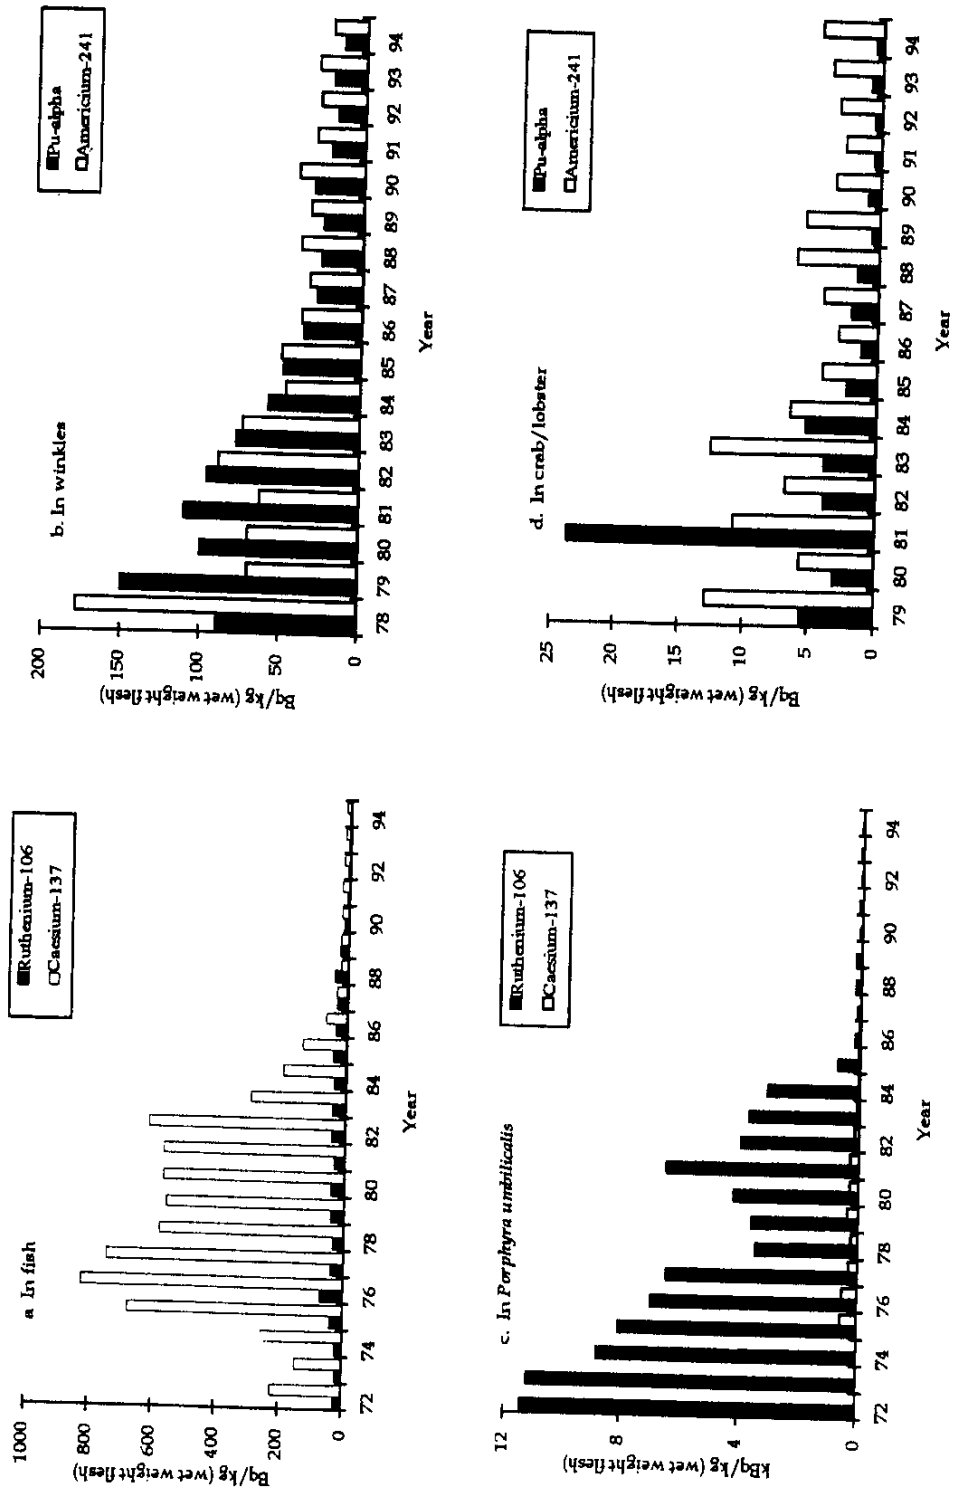 a In fish
Ruthenium-106
Caesium-137
Bq/kg (wet weight flesh)
1000
800
600
400
200
0
72 74 76 78 80 82 84 86 88 90 92 94
Year
b. In winkles
Pu-alpha
Americium-241
Bq/kg (wet weight flesh)
200
150
100
50
0
78 79 80 81 82 83 84 85 86 87 88 89 90 91 92 93 94
Year
c. In Porphyra umbilicalis
Ruthenium-106
Caesium-137
kBq/kg (wet weight flesh)
12
8
4
0
72 74 76 78 80 82 84 86 88 90 92 94
Year
d. In crab/lobster
Pu-alpha
Americium-241
Bq/kg (wet weight flesh)
25
20
15
10
5
0
79 80 81 82 83 84 85 86 87 88 89 90 91 92 93 94
Year